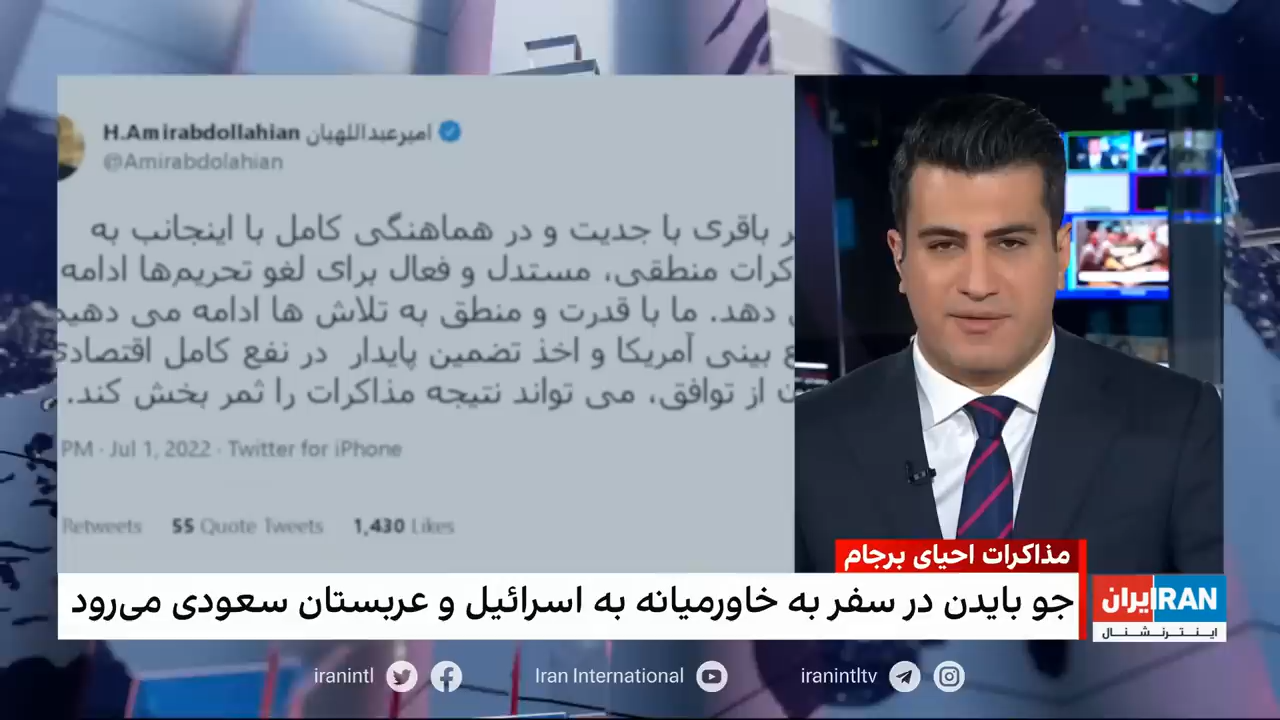 H.Amirabdollahian امیرعبداللهیان
@Amirabdolahian
باقری با جدیت و در هماهنگی کامل با اینجانب به
منطقی، مستدل و فعال برای لغو تحریم‌ها ادامه
دهد. ما با قدرت و منطق به تلاش ها ادامه می
بینی آمریکا و اخذ تضمین پایدار در نفع کامل
از توافق، می تواند نتیجه مذاکرات را ثمر بخش کند.
PM · Jul 1, 2022 · Twitter for iPhone
Retweets 55 Quote Tweets 1,430 Likes
24
مذاکرات احیای برجام
جو بایدن در سفر به خاورمیانه به اسرائیل و عربستان سعودی می‌رود
ایران IRAN
اینترنشنال
iranintl
Iran International
iranintltv